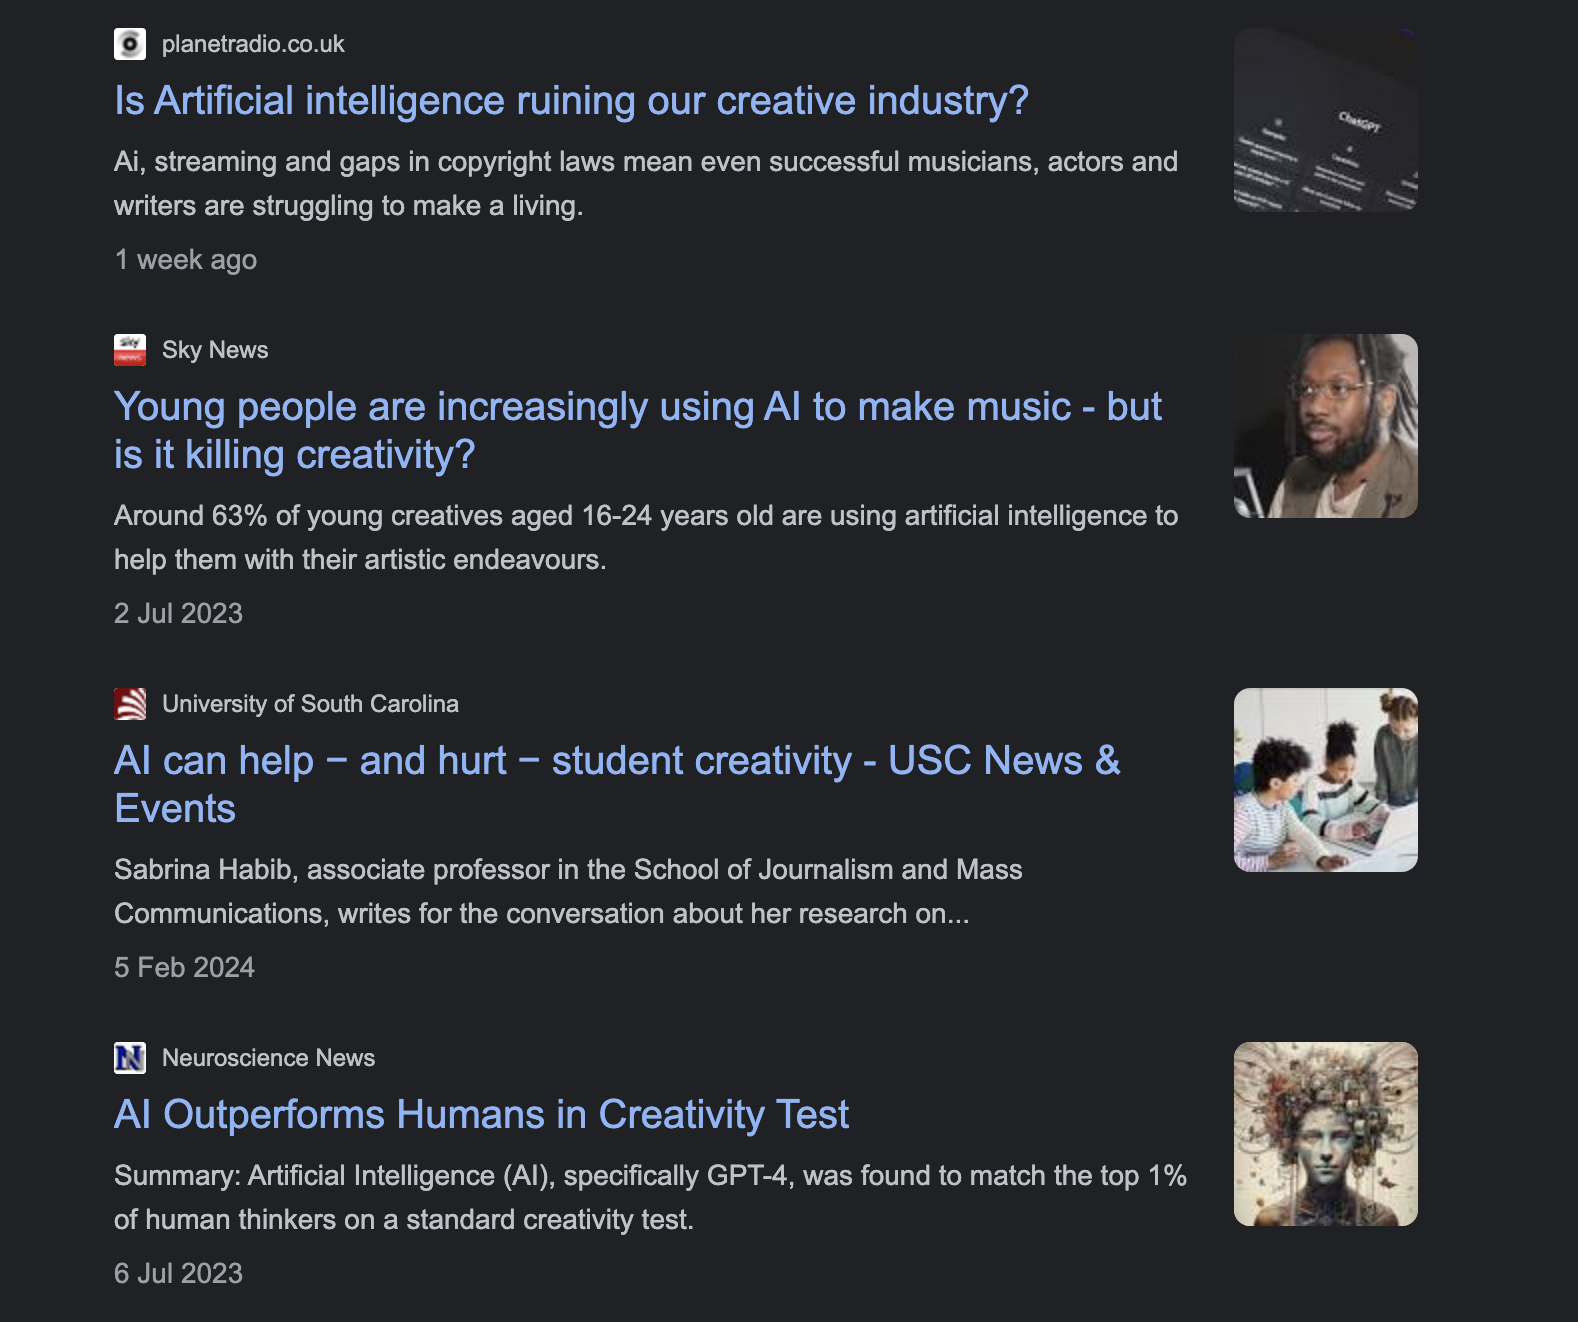 planetradio.co.uk
Is Artificial intelligence ruining our creative industry?
Ai, streaming and gaps in copyright laws mean even successful musicians, actors and
writers are struggling to make a living.
1 week ago
ChatGPT
sky
news
Sky News
Young people are increasingly using AI to make music - but
is it killing creativity?
Around 63% of young creatives aged 16-24 years old are using artificial intelligence to
help them with their artistic endeavours.
2 Jul 2023
University of South Carolina
AI can help – and hurt – student creativity - USC News &
Events
Sabrina Habib, associate professor in the School of Journalism and Mass
Communications, writes for the conversation about her research on...
5 Feb 2024
N
Neuroscience News
AI Outperforms Humans in Creativity Test
Summary: Artificial Intelligence (AI), specifically GPT-4, was found to match the top 1%
of human thinkers on a standard creativity test.
6 Jul 2023